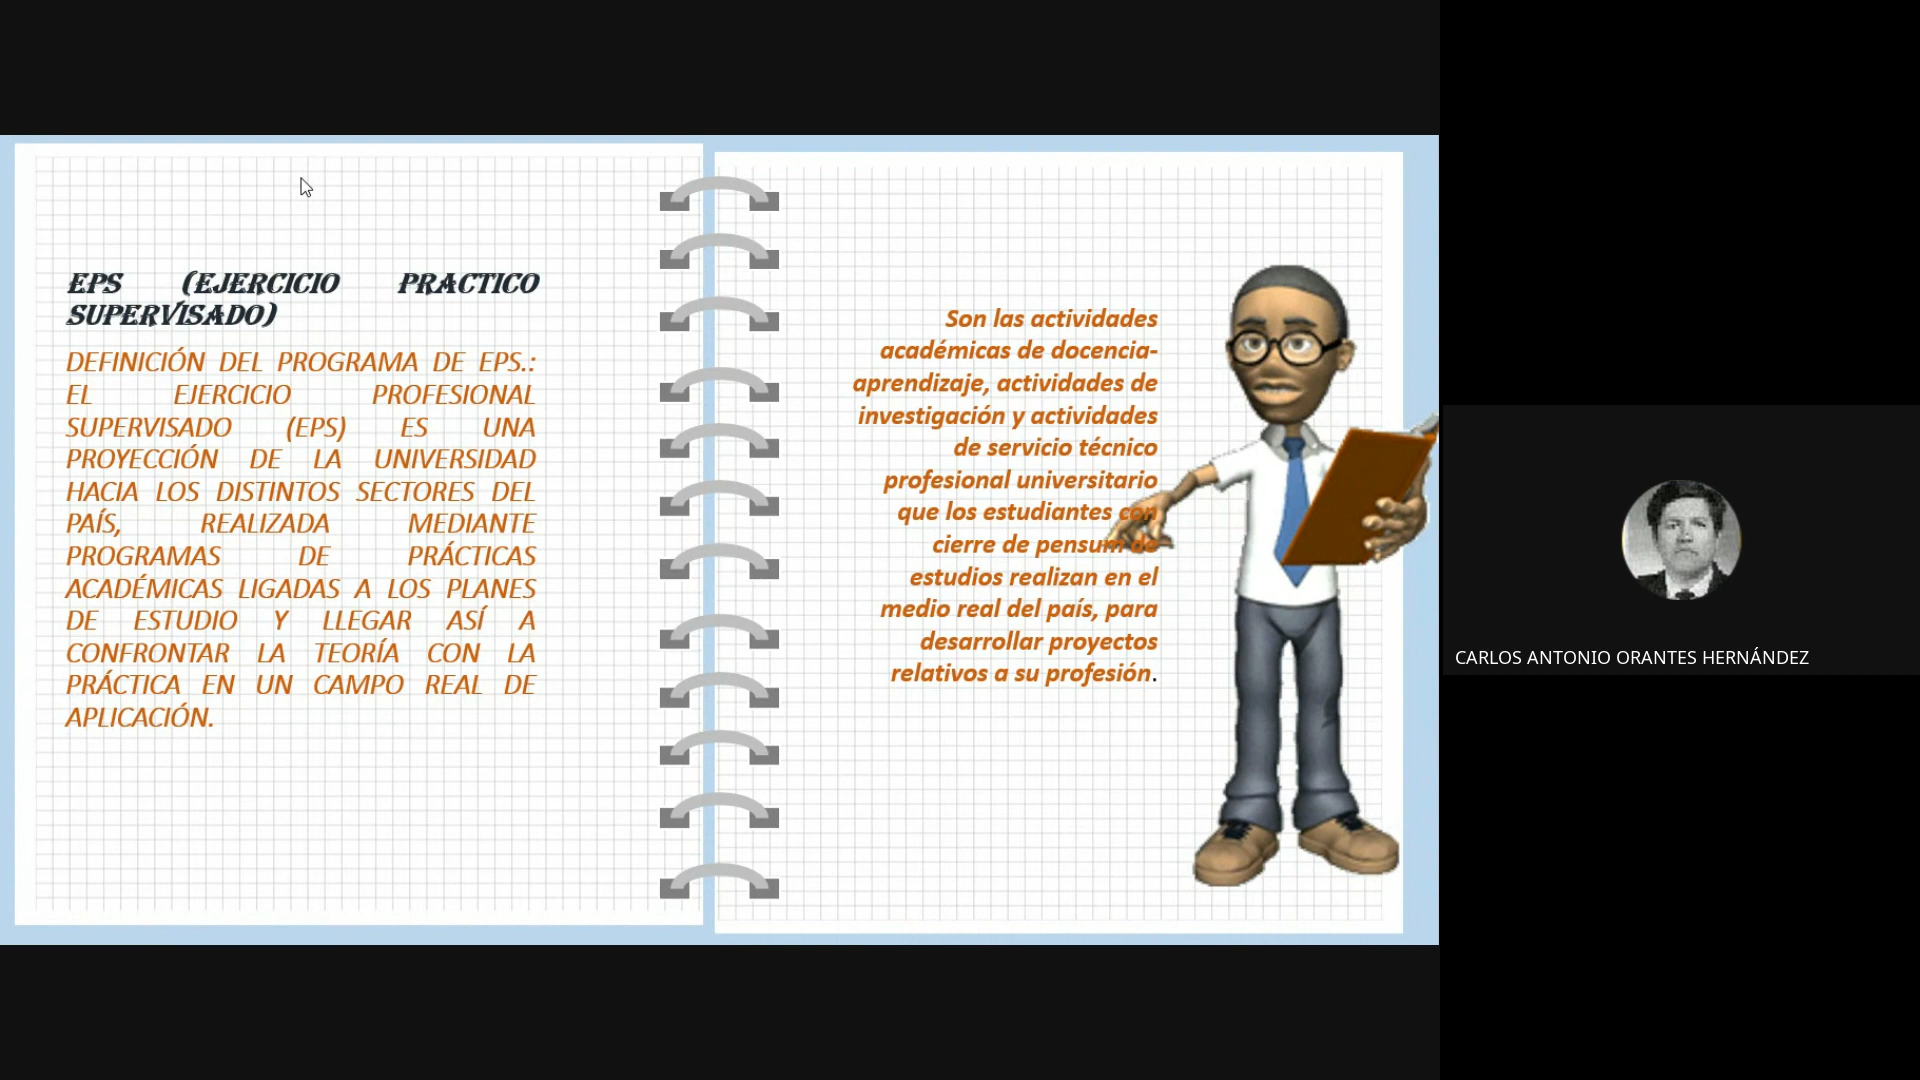 EPS (EJERCICIO PRACTICO
SUPERVISADO)
DEFINICIÓN DEL PROGRAMA DE EPS.:
EL EJERCICIO PROFESIONAL
SUPERVISADO (EPS) ES UNA
PROYECCIÓN DE LA UNIVERSIDAD
HACIA LOS DISTINTOS SECTORES DEL
PAÍS, REALIZADA MEDIANTE
PROGRAMAS DE PRÁCTICAS
ACADÉMICAS LIGADAS A LOS PLANES
DE ESTUDIO Y LLEGAR ASÍ A
CONFRONTAR LA TEORÍA CON LA
PRÁCTICA EN UN CAMPO REAL DE
APLICACIÓN.
Son las actividades
académicas de docencia-
aprendizaje, actividades de
investigación y actividades
de servicio técnico
profesional universitario
que los estudiantes con
cierre de pensum de
estudios realizan en el
medio real del país, para
desarrollar proyectos
relativos a su profesión.
CARLOS ANTONIO ORANTES HERNÁNDEZ